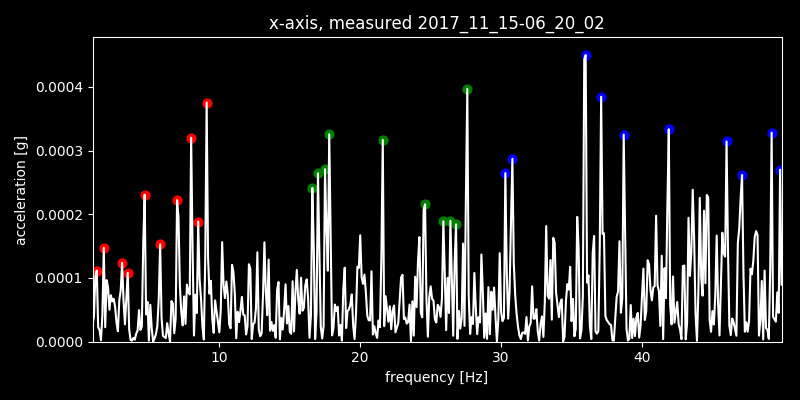 x-axis, measured 2017_11_15-06_20_02
acceleration [g]
0.0004
0.0003
0.0002
0.0001
0.0000
10 20 30 40
frequency [Hz]